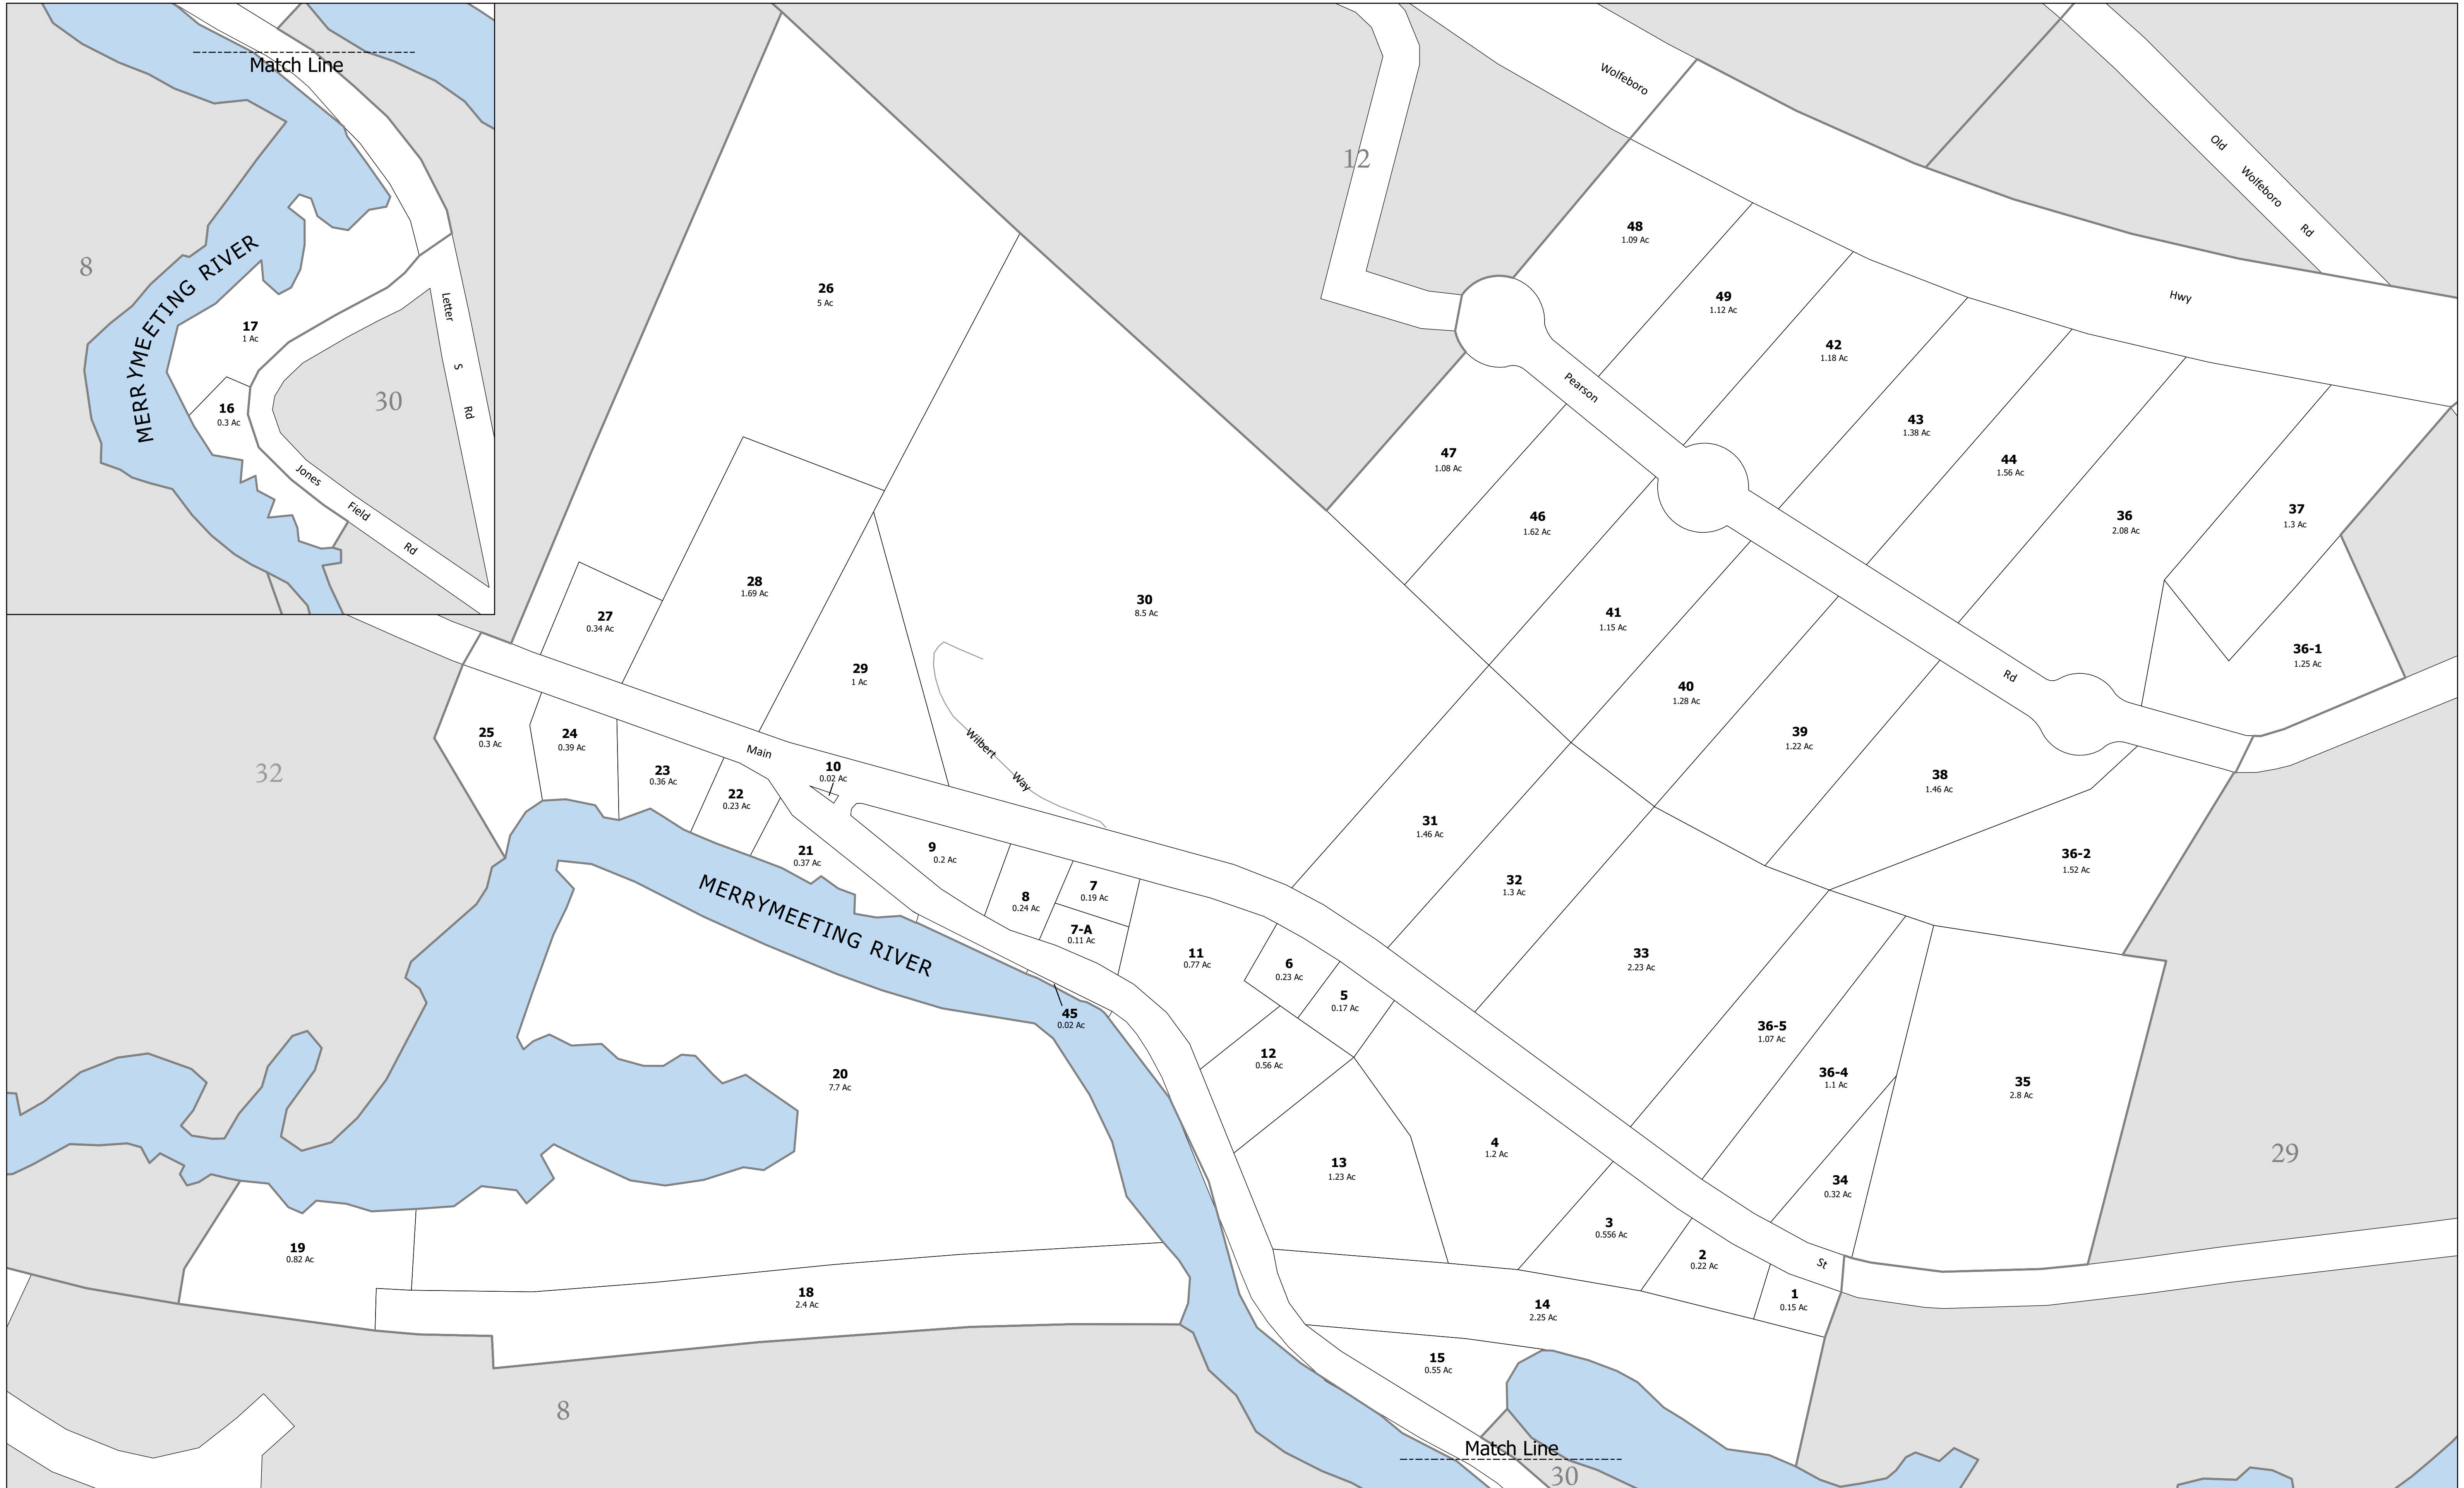 Match Line
MERRYMEETING RIVER
8
17
1 Ac
16
0.3 Ac
30
Letter S Rd
Jones Field Rd
12
Wolfeboro Hwy
Old Wolfeboro Rd
48
1.09 Ac
49
1.12 Ac
42
1.18 Ac
43
1.38 Ac
44
1.56 Ac
36
2.08 Ac
37
1.3 Ac
36-1
1.25 Ac
Pearson Rd
47
1.08 Ac
46
1.62 Ac
41
1.15 Ac
40
1.28 Ac
39
1.22 Ac
38
1.46 Ac
36-2
1.52 Ac
26
5 Ac
28
1.69 Ac
27
0.34 Ac
29
1 Ac
30
8.5 Ac
Wilbert Way
32
25
0.3 Ac
24
0.39 Ac
23
0.36 Ac
22
0.23 Ac
21
0.37 Ac
Main St
10
0.02 Ac
9
0.2 Ac
8
0.24 Ac
7
0.19 Ac
7-A
0.11 Ac
11
0.77 Ac
6
0.23 Ac
5
0.17 Ac
31
1.46 Ac
32
1.3 Ac
33
2.23 Ac
36-5
1.07 Ac
36-4
1.1 Ac
35
2.8 Ac
34
0.32 Ac
29
MERRYMEETING RIVER
45
0.02 Ac
20
7.7 Ac
12
0.56 Ac
13
1.23 Ac
4
1.2 Ac
3
0.556 Ac
2
0.22 Ac
1
0.15 Ac
19
0.82 Ac
18
2.4 Ac
14
2.25 Ac
15
0.55 Ac
8
Match Line
30